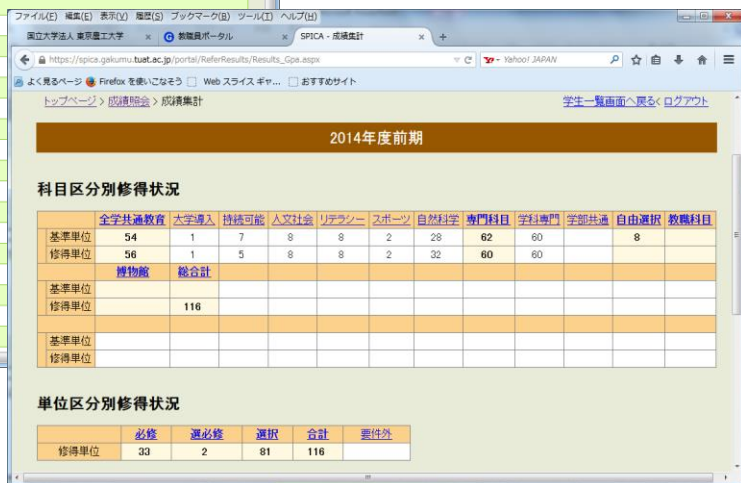 ファイル(F) 編集(E) 表示(V) 履歴(S) ブックマーク(B) ツール(T) ヘルプ(H)
国立大学法人 東京農工大学 × 教職員ポータル × SPICA - 成績集計 × +
https://spica.gakumu.tuat.ac.jp/portal/ReferResults/Results_Gpa.aspx Yahoo! JAPAN
よく見るページ Firefox を使いこなそう Web スライス ギャ... おすすめサイト
トップページ > 成績照会 > 成績集計 学生一覧画面へ戻る< ログアウト
2014年度前期
科目区分別修得状況
全学共通教育 大学導入 持続可能 人文社会 リテラシー スポーツ 自然科学 専門科目 学科専門 学部共通 自由選択 教職科目
基準単位 54 1 7 8 8 2 28 62 60 8
修得単位 56 1 5 8 8 2 32 60 60
博物館 総合計
基準単位
修得単位 116
基準単位
修得単位
単位区分別修得状況
必修 選必修 選択 合計 要件外
修得単位 33 2 81 116